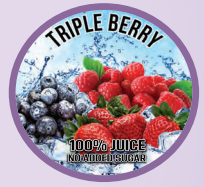 TRIPLE BERRY
100% JUICE
NO ADDED SUGAR